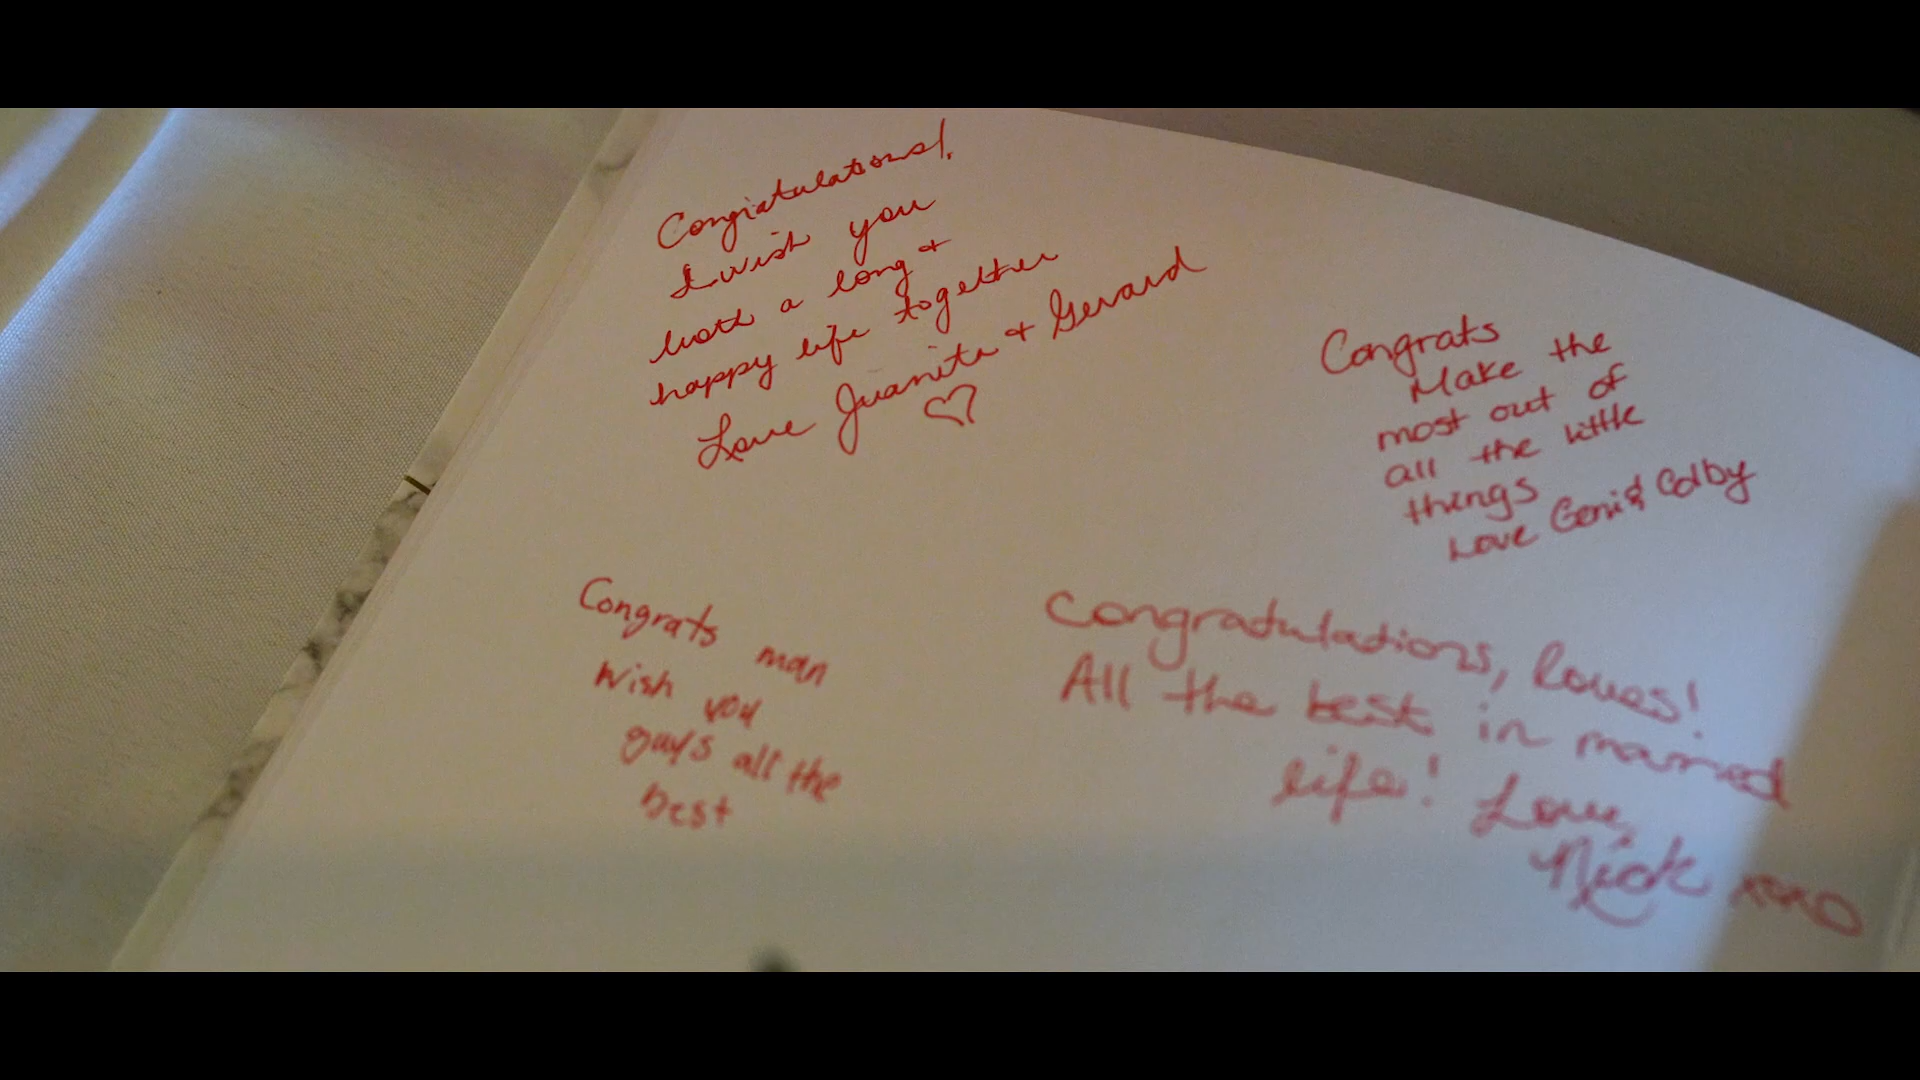 Congratulations!
I wish you
both a long +
happy life together
Love Juanita + Gerard
Congrats
Make the
most out of
all the little
things
Love Geni & Colby
Congrats man
Wish you
guys all the
best
Congratulations, loves!
All the best in married
life! Love,
Nick xoxo